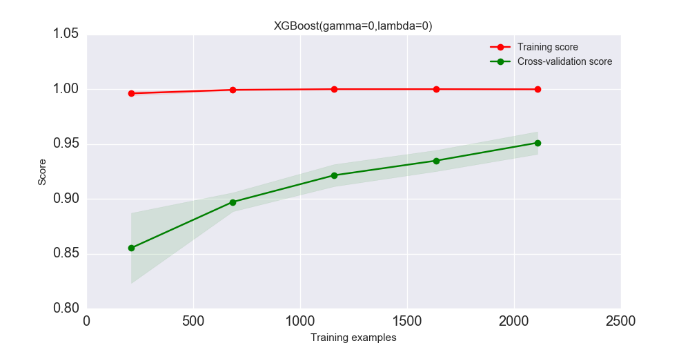 XGBoost(gamma=0,lambda=0)
1.05
1.00
0.95
0.90
0.85
0.80
Score
Training score
Cross-validation score
0 500 1000 1500 2000 2500
Training examples